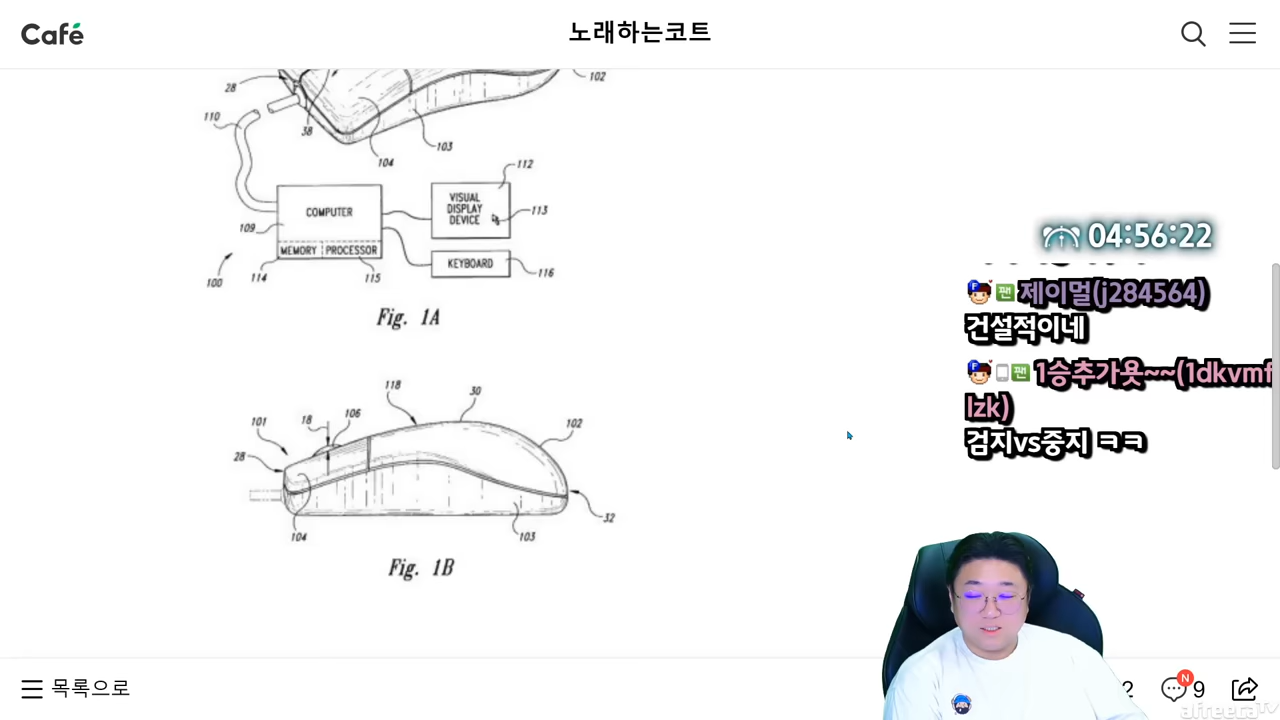 Café
노래하는코트
28
102
110
38
104
103
112
VISUAL
DISPLAY
DEVICE
113
COMPUTER
109
MEMORY
PROCESSOR
KEYBOARD
116
100
114
115
Fig. 1A
04:56:22
짼 제이멀(j284564)
건설적이네
짼 1승추가욧~~(1dkvmf
lzk)
검지vs중지 ㅋㅋ
118
30
18
106
101
102
28
32
104
103
Fig. 1B
목록으로
2
N
9
afreecaTV